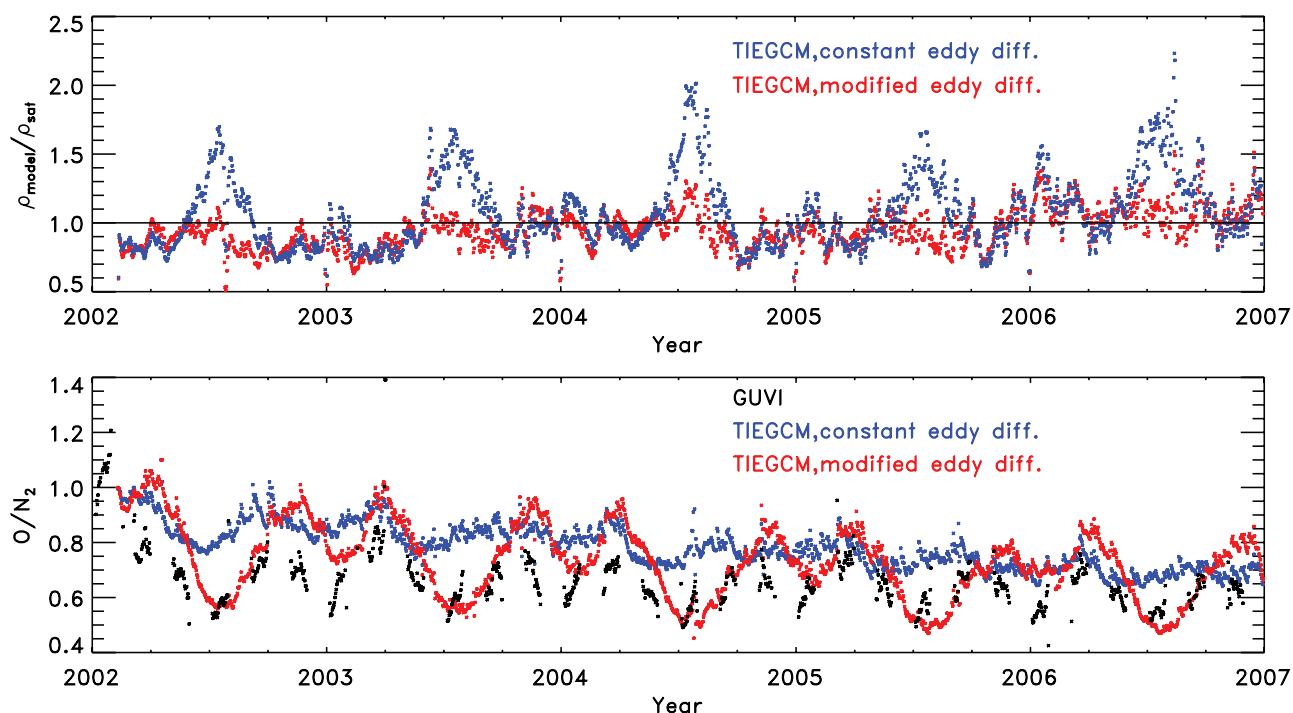 2.5
2.0
1.5
1.0
0.5
ρmodel/ρsat
TIEGCM,constant eddy diff.
TIEGCM,modified eddy diff.
2002 2003 2004 2005 2006 2007
Year
1.4
1.2
1.0
0.8
0.6
0.4
O/N2
GUVI
TIEGCM,constant eddy diff.
TIEGCM,modified eddy diff.
2002 2003 2004 2005 2006 2007
Year